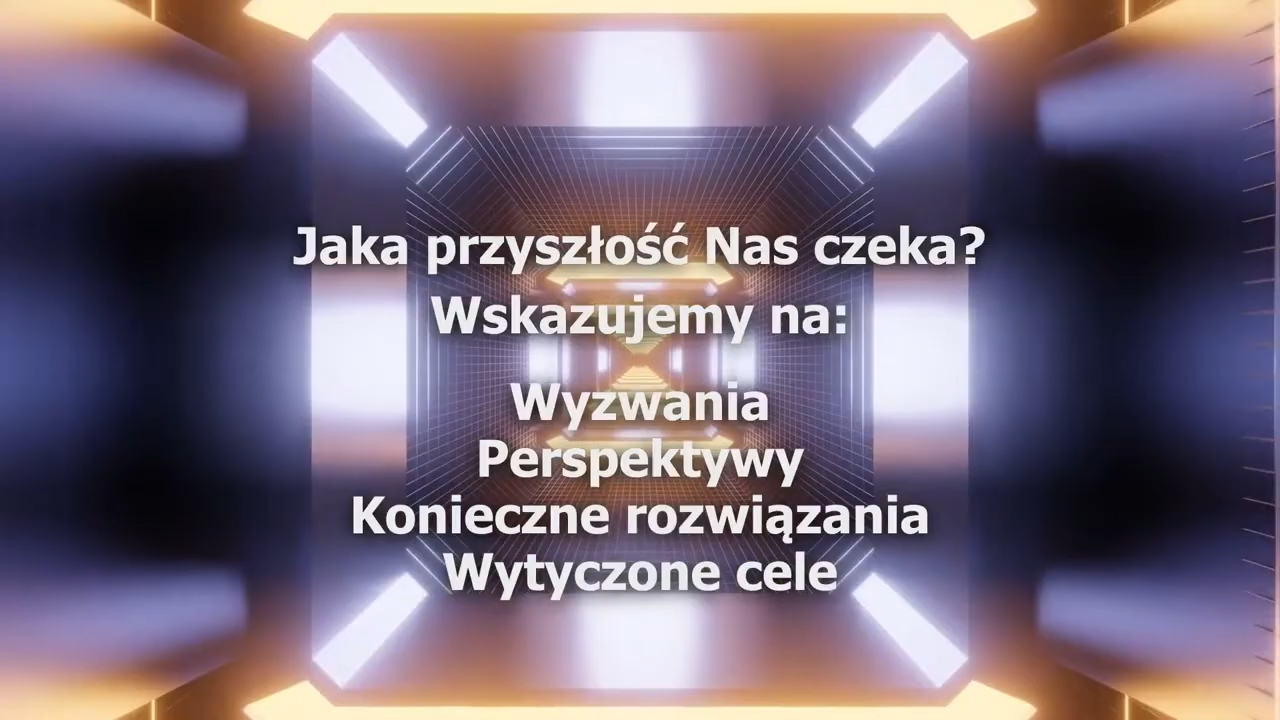 Jaka przyszłość Nas czeka?
Wskazujemy na:
Wyzwania
Perspektywy
Konieczne rozwiązania
Wytyczone cele